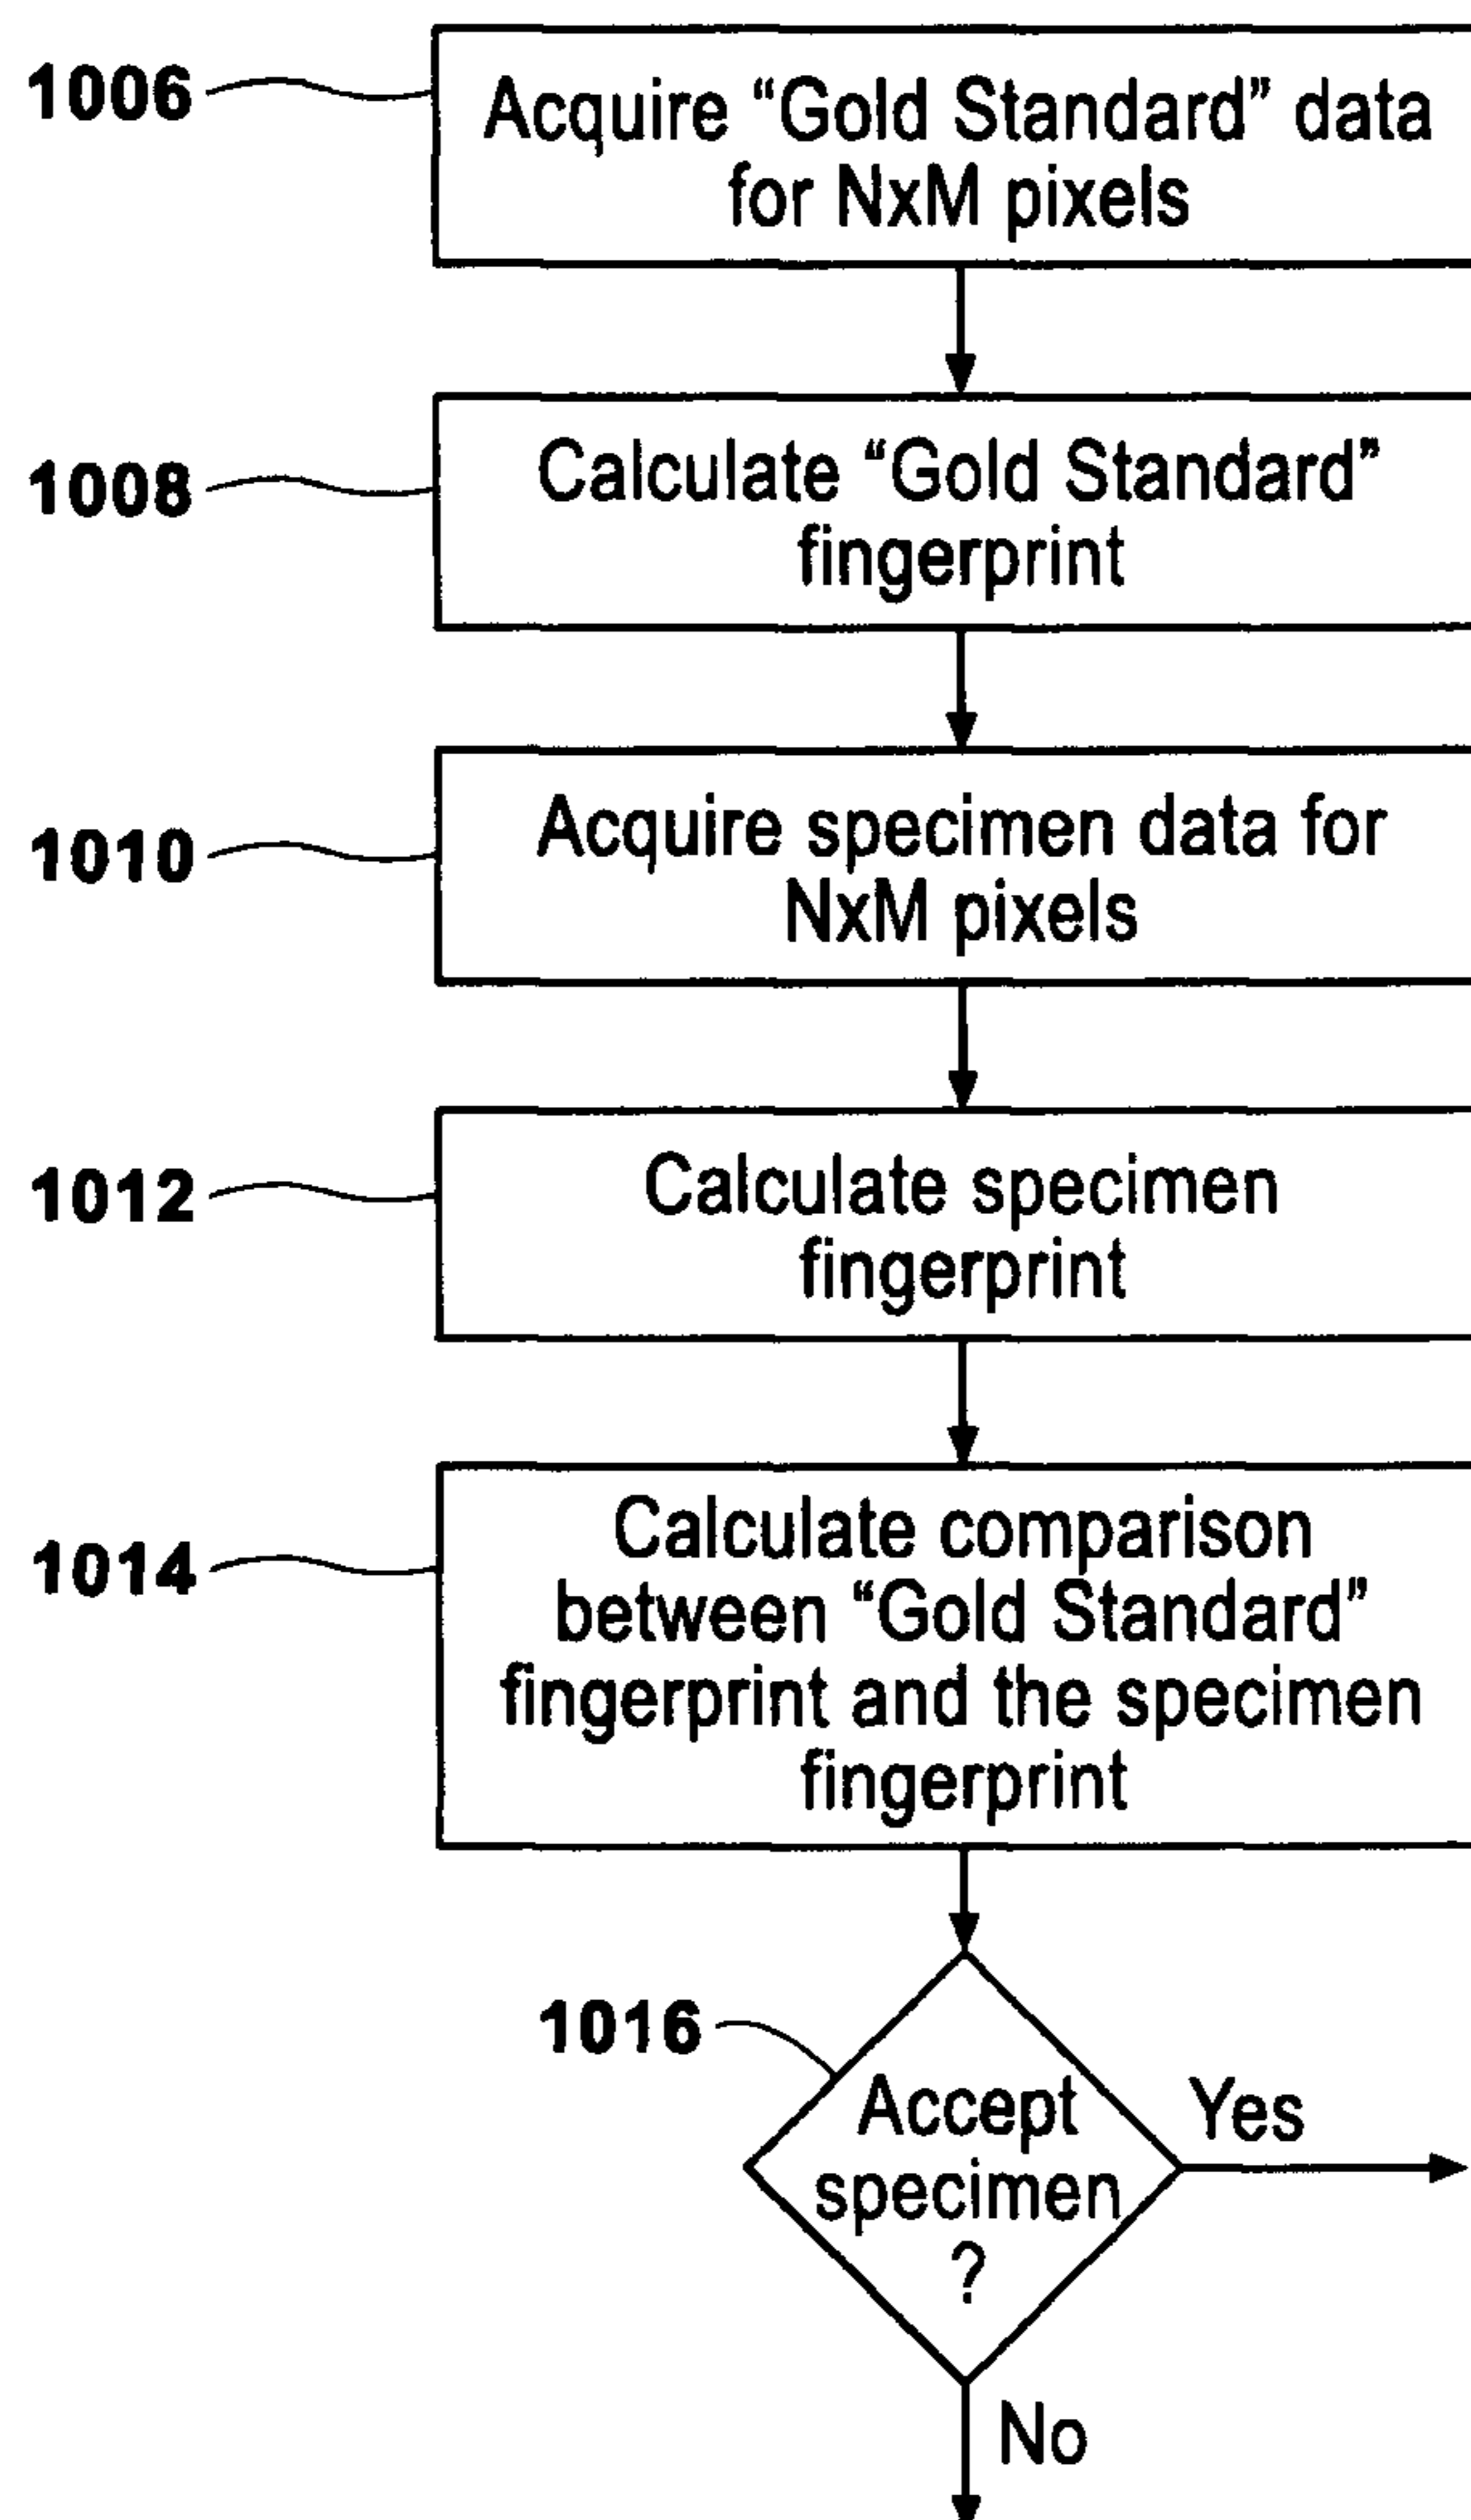 1006
Acquire “Gold Standard” data
for NxM pixels
1008
Calculate “Gold Standard”
fingerprint
1010
Acquire specimen data for
NxM pixels
1012
Calculate specimen
fingerprint
1014
Calculate comparison
between “Gold Standard”
fingerprint and the specimen
fingerprint
1016
Accept
specimen
?
Yes
No